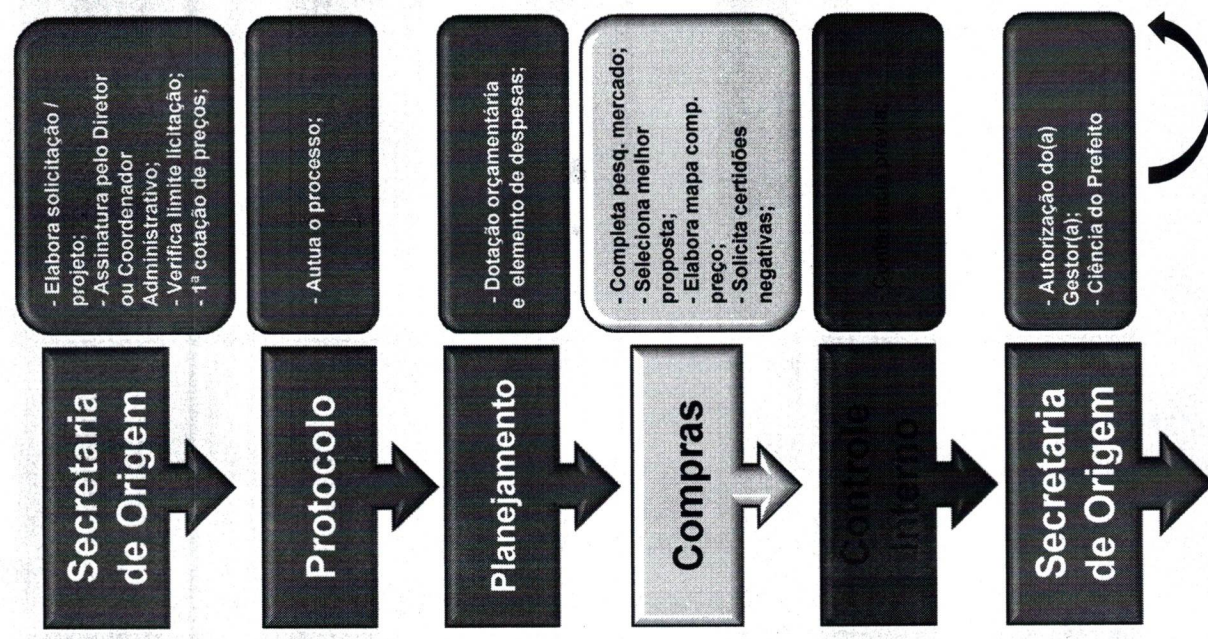 Secretaria
de Origem
- Elabora solicitação /
projeto;
- Assinatura pelo Diretor
ou Coordenador
Administrativo;
- Verifica limite licitação;
- 1ª cotação de preços;
Protocolo
- Autua o processo;
Planejamento
- Dotação orçamentária
e elemento de despesas;
Compras
- Completa pesq. mercado;
- Seleciona melhor
proposta;
- Elabora mapa comp.
preço;
- Solicita certidões
negativas;
Controle
Interno
Secretaria
de Origem
- Autorização do(a)
Gestor(a);
- Ciência do Prefeito